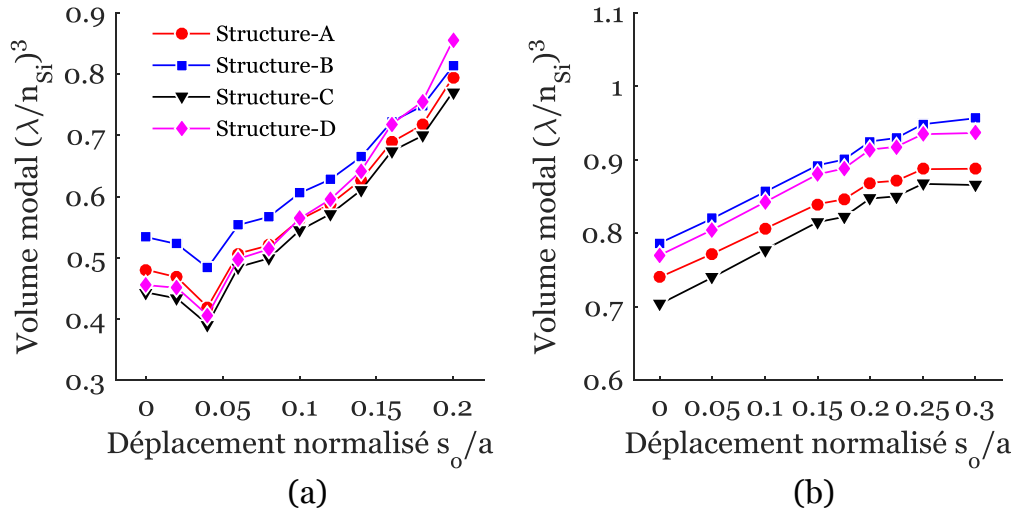 0.9
0.8
0.7
0.6
0.5
0.4
0.3
Volume modal (λ/n_Si)^3
Structure-A
Structure-B
Structure-C
Structure-D
0 0.05 0.1 0.15 0.2
Déplacement normalisé s_o/a
(a)
1.1
1
0.9
0.8
0.7
0.6
Volume modal (λ/n_Si)^3
0 0.05 0.1 0.15 0.2 0.25 0.3
Déplacement normalisé s_o/a
(b)